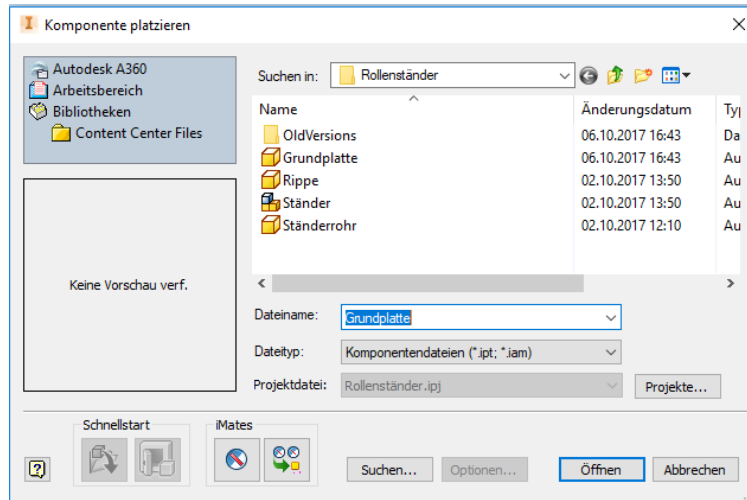 Komponente platzieren
Autodesk A360
Arbeitsbereich
Bibliotheken
Content Center Files
Keine Vorschau verf.
Suchen in: Rollenständer
Name Änderungsdatum Ty
OldVersions 06.10.2017 16:43 Da
Grundplatte 06.10.2017 16:43 Au
Rippe 02.10.2017 13:50 Au
Ständer 02.10.2017 13:50 Au
Ständerrohr 02.10.2017 12:10 Au
Dateiname: Grundplatte
Dateityp: Komponentendateien (*.ipt; *.iam)
Projektdatei: Rollenständer.ipj Projekte...
Schnellstart iMates
Suchen... Optionen... Öffnen Abbrechen